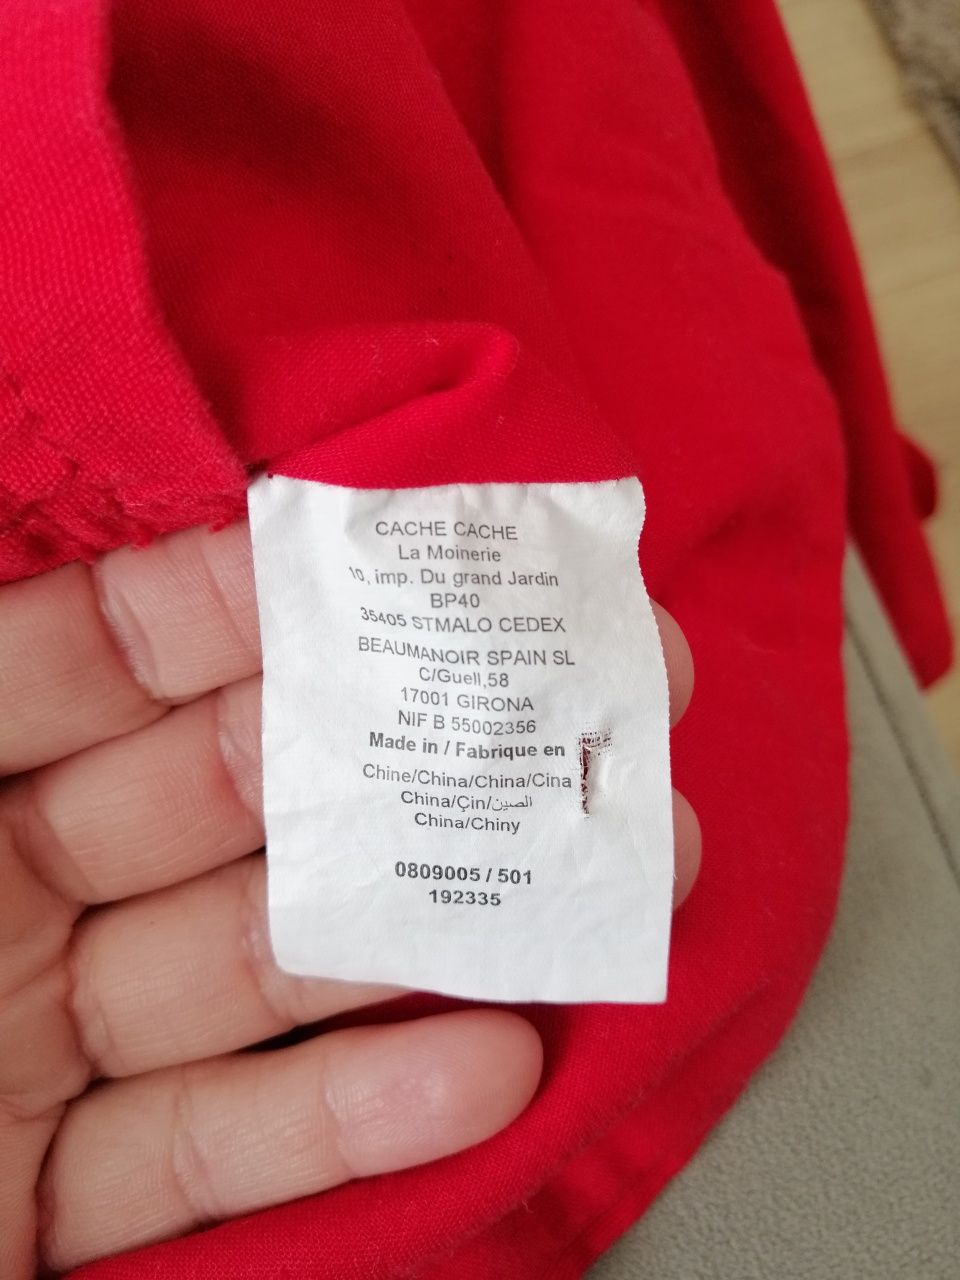 CACHE CACHE
La Moinerie
10, imp. Du grand Jardin
BP40
35405 STMALO CEDEX
BEAUMANOIR SPAIN SL
C/Guell,58
17001 GIRONA
NIF B 55002356
Made in / Fabrique en
Chine/China/China/Cina
China/Çin/الصين
China/Chiny
0809005 / 501
192335